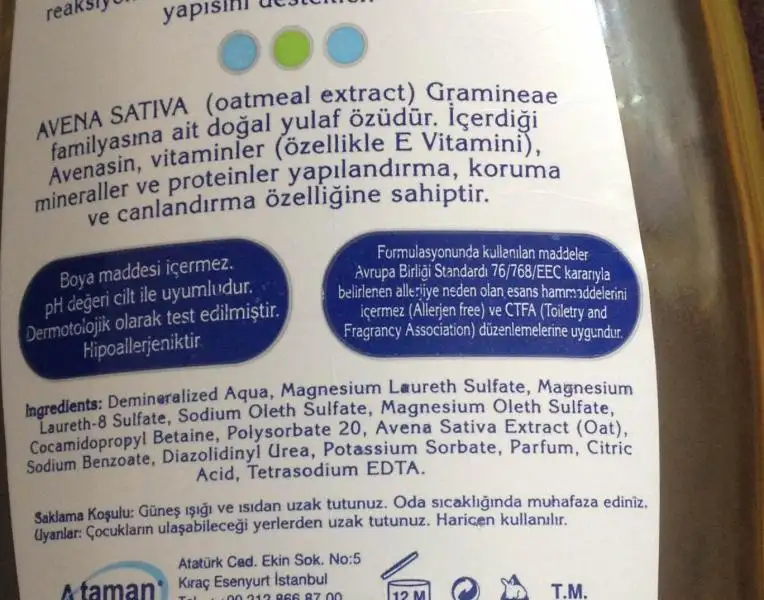 yapısını
AVENA SATIVA (oatmeal extract) Gramineae
familyasına ait doğal yulaf özüdür. İçerdiği
Avenasin, vitaminler (özellikle E Vitamini),
mineraller ve proteinler yapılandırma, koruma
ve canlandırma özelliğine sahiptir.
Boya maddesi içermez.
pH değeri cilt ile uyumludur.
Dermotolojik olarak test edilmiştir.
Hipoallerjeniktir
Formulasyonunda kullanılan maddeler
Avrupa Birliği Standardı 76/768/EEC kararıyla
belirlenen allerjiye neden olan esans hammaddelerini
içermez (Allerjen free) ve CTFA (Toiletry and
Fragrancy Association) düzenlemelerine uygundur.
Ingredients: Demineralized Aqua, Magnesium Laureth Sulfate, Magnesium
Laureth-8 Sulfate, Sodium Oleth Sulfate, Magnesium Oleth Sulfate,
Cocamidopropyl Betaine, Polysorbate 20, Avena Sativa Extract (Oat),
Sodium Benzoate, Diazolidinyl Urea, Potassium Sorbate, Parfum, Citric
Acid, Tetrasodium EDTA.
Saklama Koşulu: Güneş ışığı ve ısıdan uzak tutunuz. Oda sıcaklığında muhafaza ediniz.
Uyarılar: Çocukların ulaşabileceği yerlerden uzak tutunuz. Haricen kullanılır.
Ataman
Atatürk Cad. Ekin Sok. No:5
Kıraç Esenyurt İstanbul
12 M
T.M.